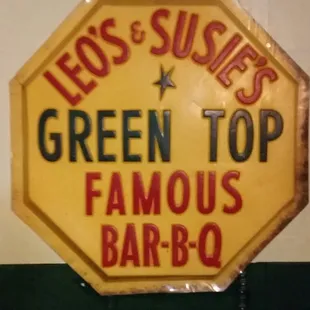 LEO'S & SUSIE'S
GREEN TOP
FAMOUS
BAR-B-Q